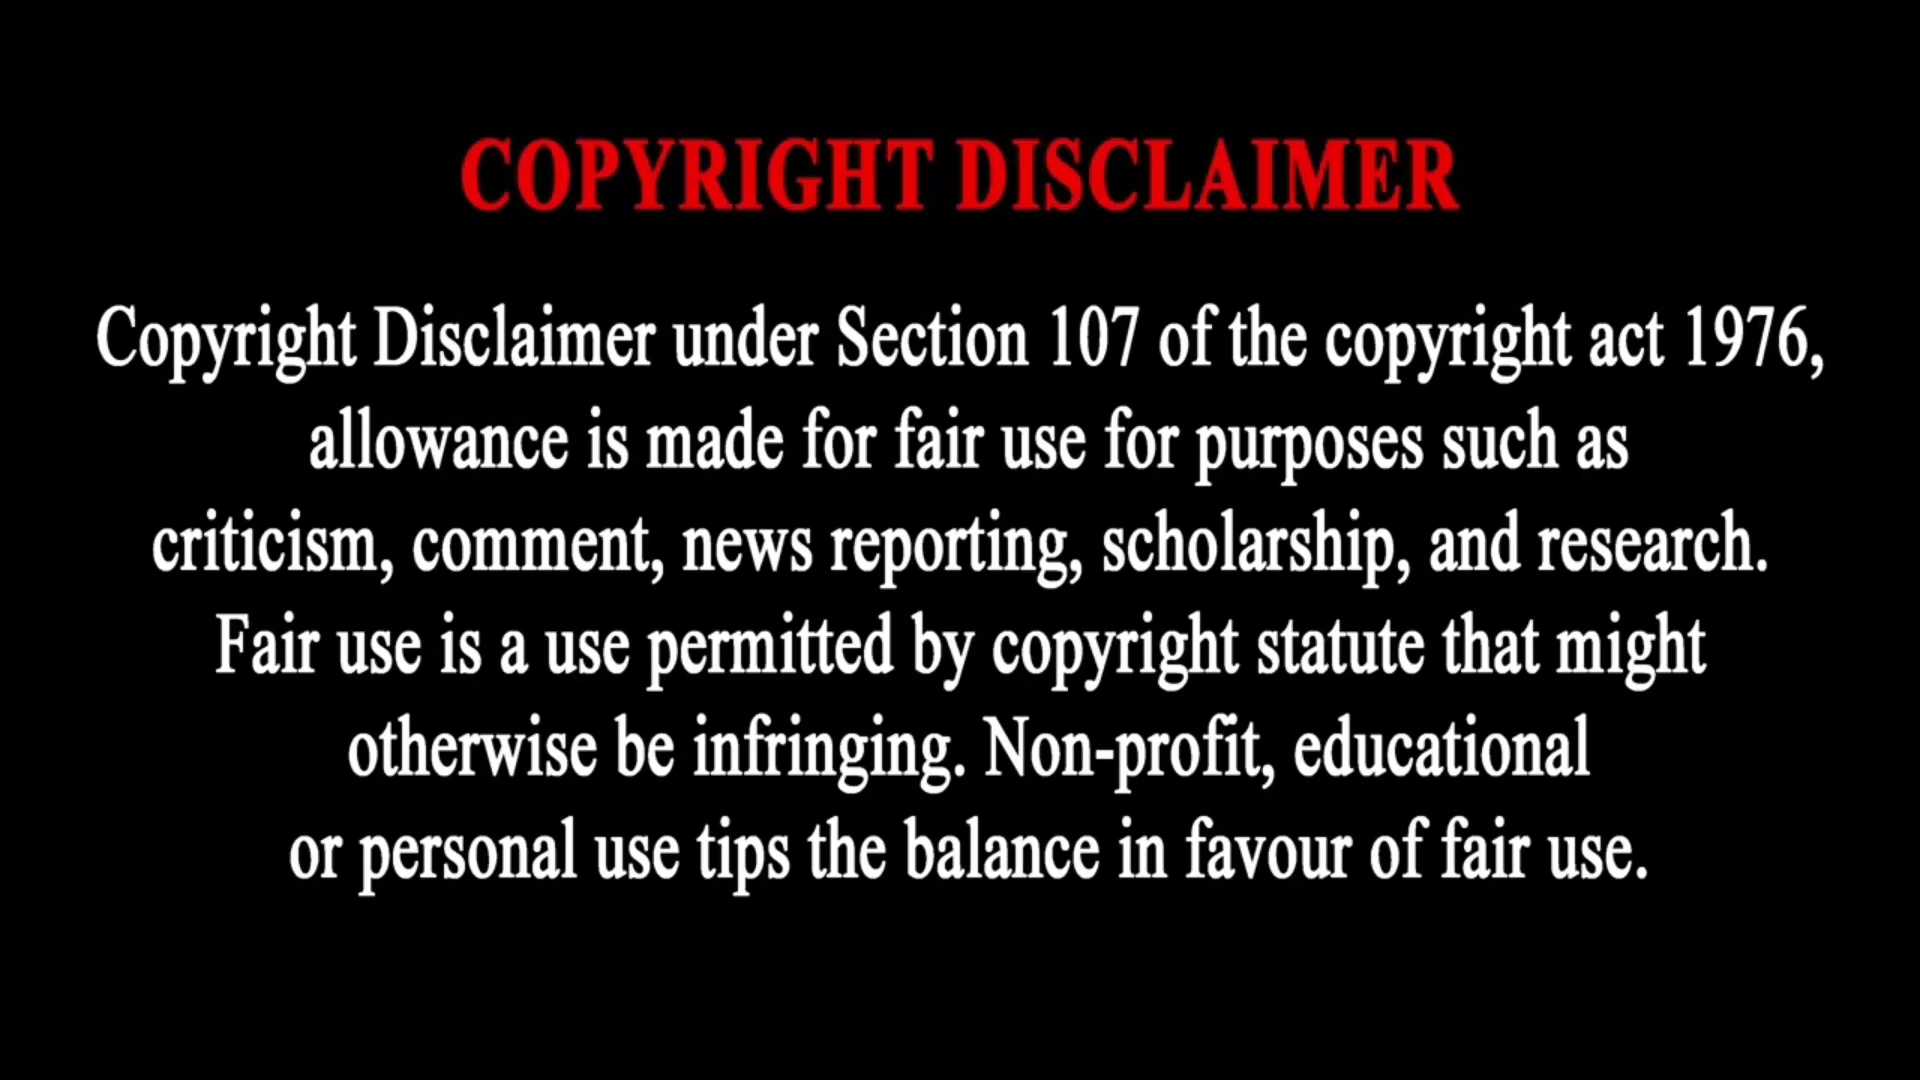 COPYRIGHT DISCLAIMER
Copyright Disclaimer under Section 107 of the copyright act 1976,
allowance is made for fair use for purposes such as
criticism, comment, news reporting, scholarship, and research.
Fair use is a use permitted by copyright statute that might
otherwise be infringing. Non-profit, educational
or personal use tips the balance in favour of fair use.